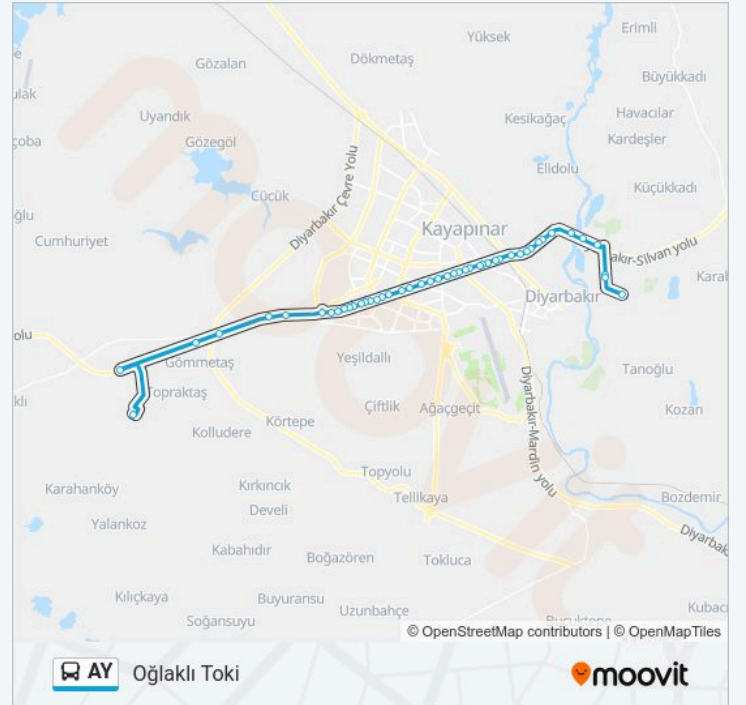 Yüksek
Erimli
Dökmetaş
Gözalan
Büyükkadı
ulak
Uyandık
Kesikağaç
Havacılar
çoba
Gözegöl
Kardeşler
Elidolu
Diyarbakır Çevre Yolu
Küçükkadı
Cücük
ğlu
Kayapınar
Cumhuriyet
akır-Silvan yolu
Karab
Diyarbakır
olu
Gömmetaş
Yeşildallı
Tanoğlu
klı
Topraktaş
Çiftlik
Ağaçgeçit
Kozan
Diyarbakır-Mardin yolu
Körtepe
Kolludere
Topyolu
Karahanköy
Kırkıncık
Tellikaya
Bozdemir
Develi
Yalankoz
Diyarbak
Kabahıdır
Boğazören
Tokluca
Kılıçkaya
Buyuransu
Uzunbahçe
Kubacı
Soğansuyu
Buçuktepe
© OpenStreetMap contributors | © OpenMapTiles
AY Oğlaklı Toki
moovit